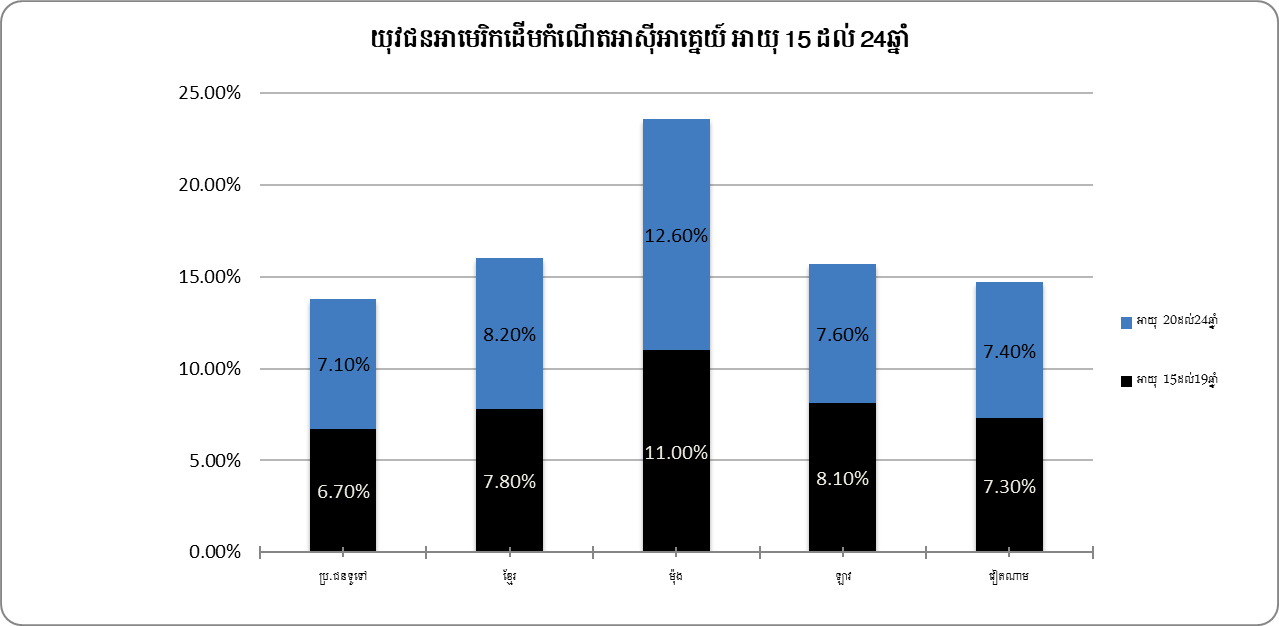 យុវជនអាមេរិកដើមកំណើតអាស៊ីអាគ្នេយ៍ អាយុ 15 ដល់ 24ឆ្នាំ
25.00%
20.00%
15.00%
10.00%
5.00%
0.00%
7.10%
6.70%
8.20%
7.80%
12.60%
11.00%
7.60%
8.10%
7.40%
7.30%
ប្រ.ជនទូទៅ
ខ្មែរ
ម៉ុង
ឡាវ
វៀតណាម
អាយុ 20ដល់24ឆ្នាំ
អាយុ 15ដល់19ឆ្នាំ